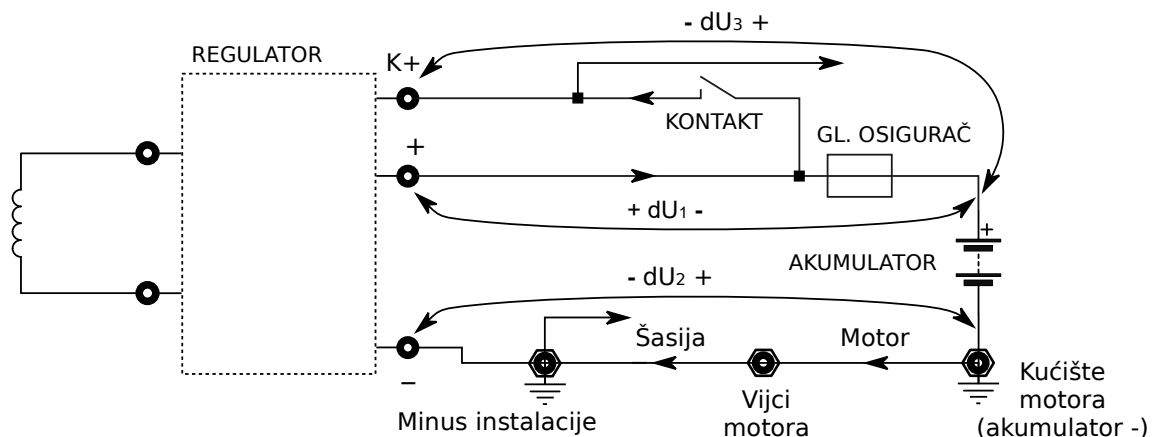 - dU3 +
REGULATOR
K+
KONTAKT
GL. OSIGURAČ
+
+ dU1 -
+
AKUMULATOR
- dU2 +
Šasija
Motor
–
Minus instalacije
Vijci
motora
Kućište
motora
(akumulator -)